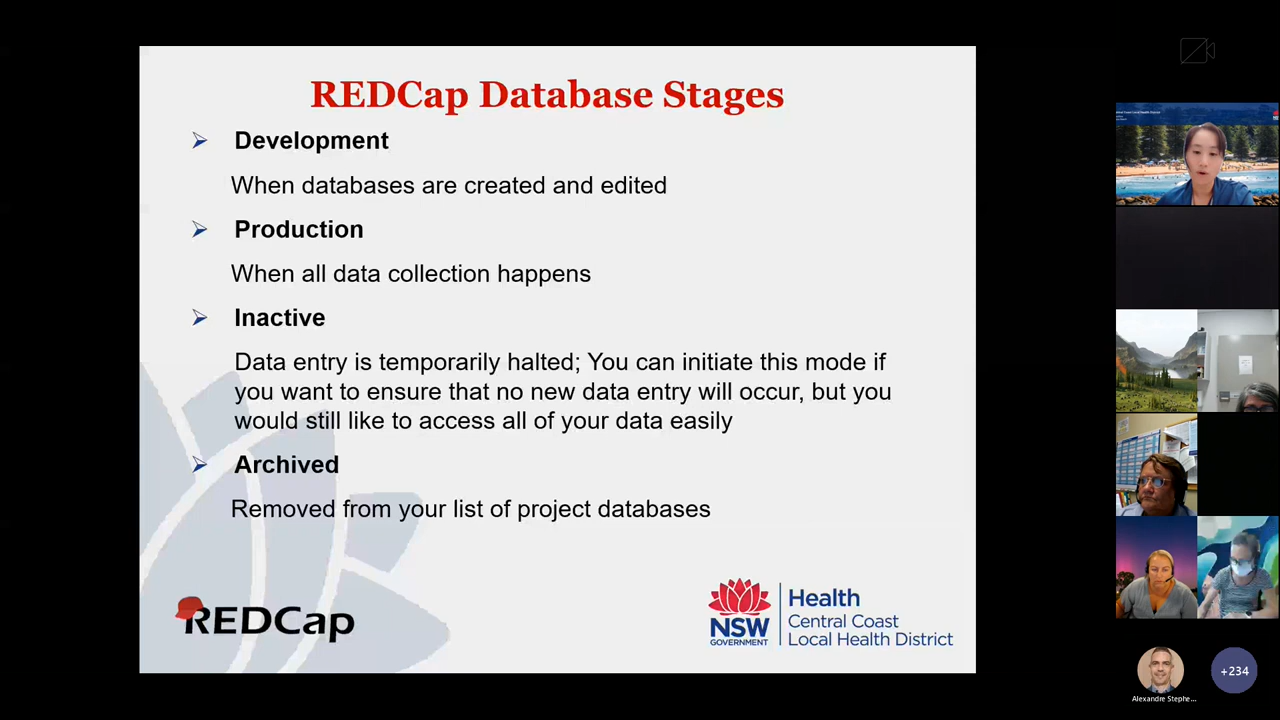 REDCap Database Stages
Development
When databases are created and edited
Production
When all data collection happens
Inactive
Data entry is temporarily halted; You can initiate this mode if
you want to ensure that no new data entry will occur, but you
would still like to access all of your data easily
Archived
Removed from your list of project databases
REDCap
NSW
GOVERNMENT
Health
Central Coast
Local Health District
Alexandre Stephe...
+234